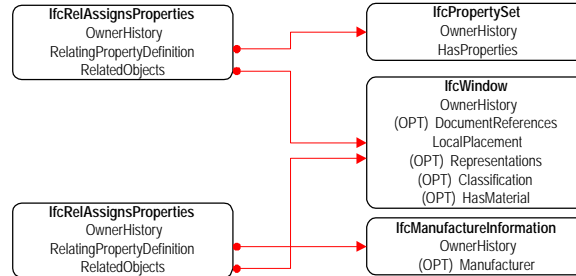 IfcRelAssignsProperties
OwnerHistory
RelatingPropertyDefinition
RelatedObjects
IfcPropertySet
OwnerHistory
HasProperties
IfcWindow
OwnerHistory
(OPT) DocumentReferences
LocalPlacement
(OPT) Representations
(OPT) Classification
(OPT) HasMaterial
IfcRelAssignsProperties
OwnerHistory
RelatingPropertyDefinition
RelatedObjects
IfcManufactureInformation
OwnerHistory
(OPT) Manufacturer